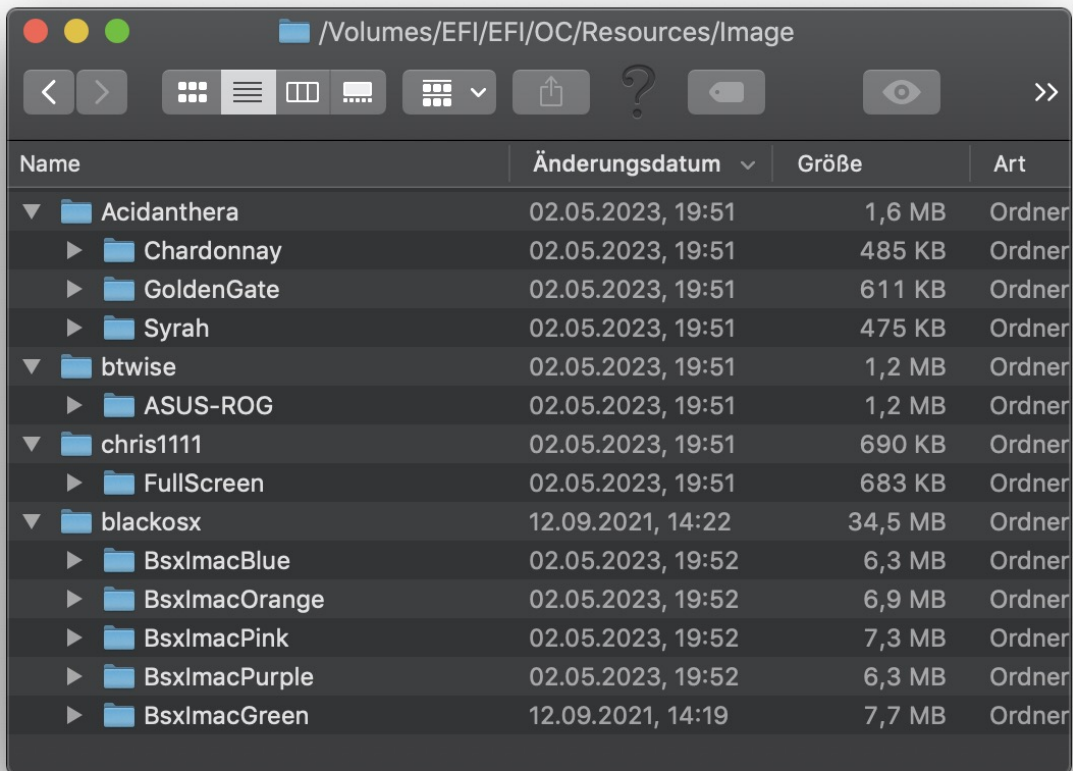 /Volumes/EFI/EFI/OC/Resources/Image
Name Änderungsdatum Größe Art
Acidanthera 02.05.2023, 19:51 1,6 MB Ordner
Chardonnay 02.05.2023, 19:51 485 KB Ordner
GoldenGate 02.05.2023, 19:51 611 KB Ordner
Syrah 02.05.2023, 19:51 475 KB Ordner
btwise 02.05.2023, 19:51 1,2 MB Ordner
ASUS-ROG 02.05.2023, 19:51 1,2 MB Ordner
chris1111 02.05.2023, 19:51 690 KB Ordner
FullScreen 02.05.2023, 19:51 683 KB Ordner
blackosx 12.09.2021, 14:22 34,5 MB Ordner
BsxImacBlue 02.05.2023, 19:52 6,3 MB Ordner
BsxImacOrange 02.05.2023, 19:52 6,9 MB Ordner
BsxImacPink 02.05.2023, 19:52 7,3 MB Ordner
BsxImacPurple 02.05.2023, 19:52 6,3 MB Ordner
BsxImacGreen 12.09.2021, 14:19 7,7 MB Ordner